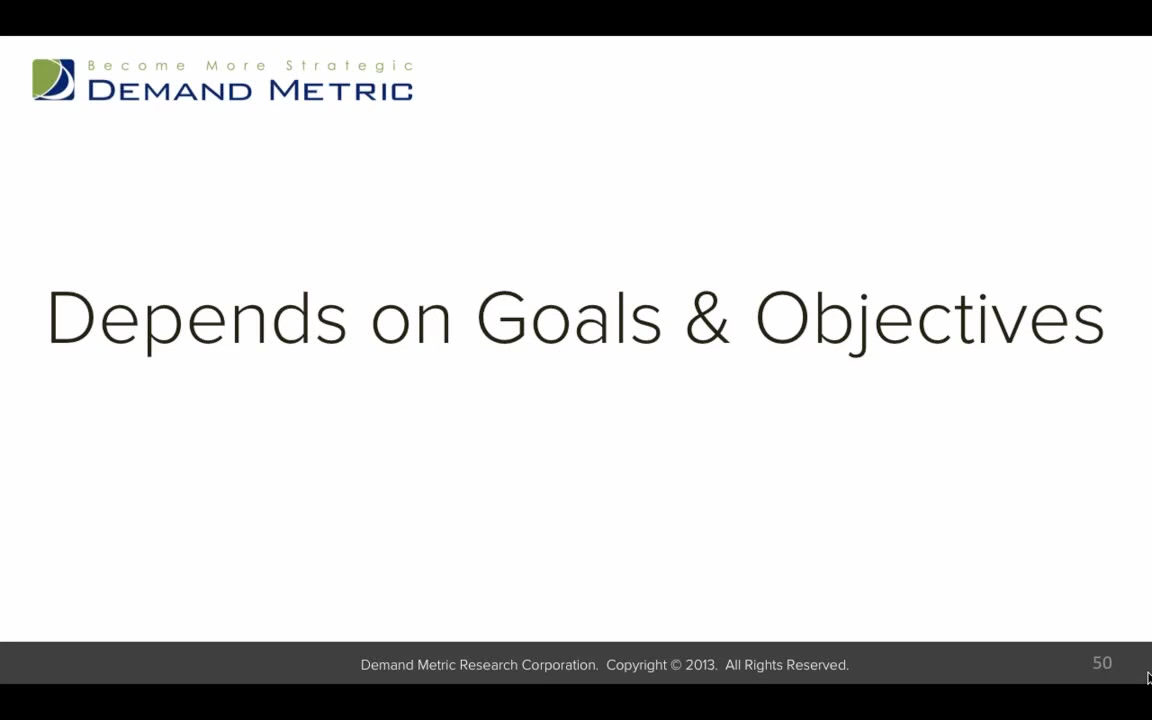 Become More Strategic
DEMAND METRIC
Depends on Goals & Objectives
Demand Metric Research Corporation. Copyright © 2013. All Rights Reserved.
50